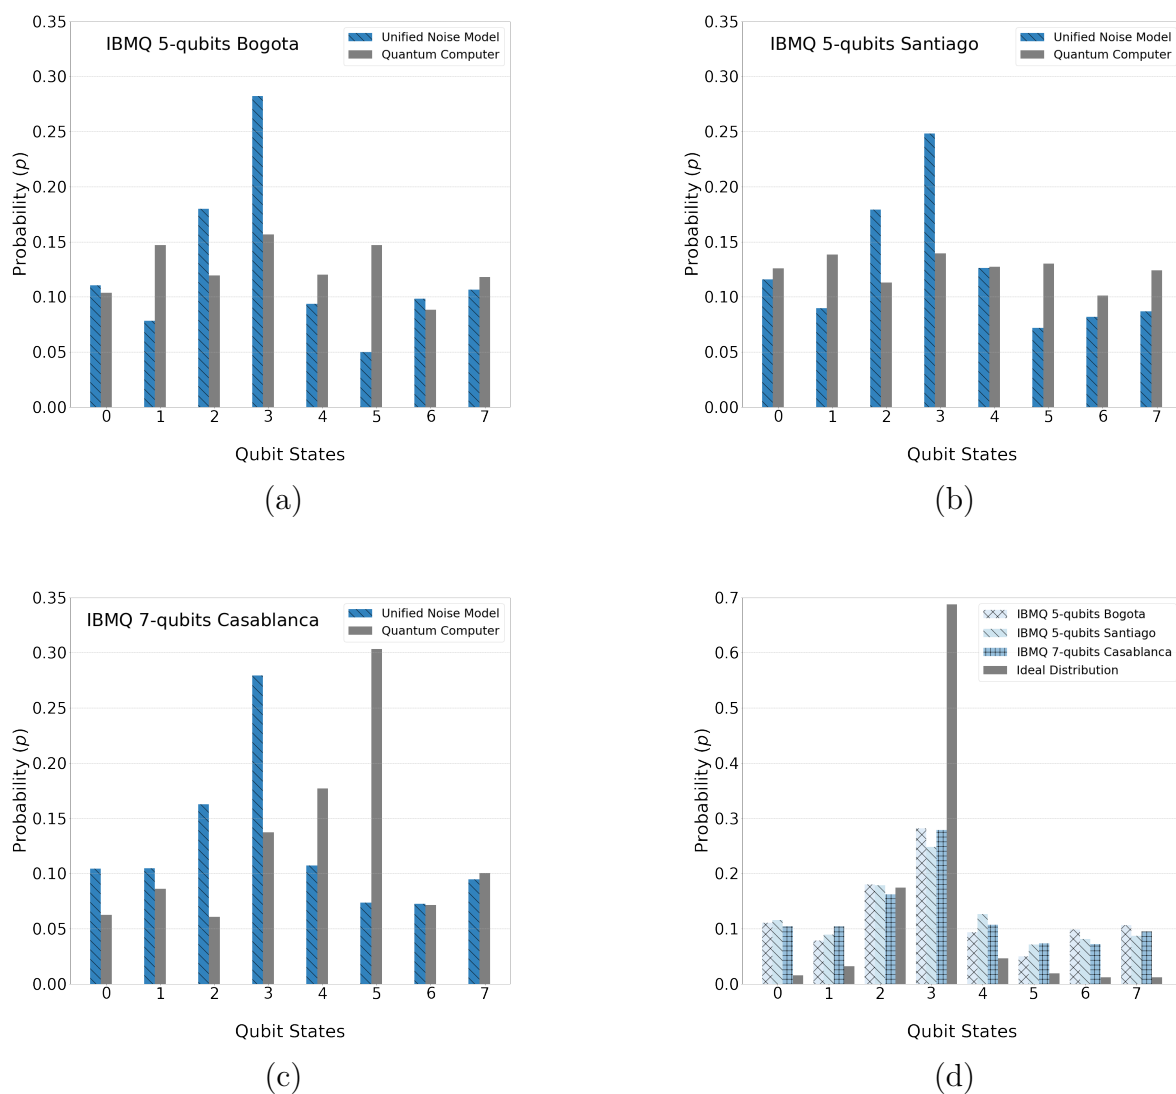 IBMQ 5-qubits Bogota
Unified Noise Model
Quantum Computer
Probability (p)
0.35
0.30
0.25
0.20
0.15
0.10
0.05
0.00
0 1 2 3 4 5 6 7
Qubit States
(a)
IBMQ 5-qubits Santiago
Unified Noise Model
Quantum Computer
Probability (p)
0.35
0.30
0.25
0.20
0.15
0.10
0.05
0.00
0 1 2 3 4 5 6 7
Qubit States
(b)
IBMQ 7-qubits Casablanca
Unified Noise Model
Quantum Computer
Probability (p)
0.35
0.30
0.25
0.20
0.15
0.10
0.05
0.00
0 1 2 3 4 5 6 7
Qubit States
(c)
IBMQ 5-qubits Bogota
IBMQ 5-qubits Santiago
IBMQ 7-qubits Casablanca
Ideal Distribution
Probability (p)
0.7
0.6
0.5
0.4
0.3
0.2
0.1
0.0
0 1 2 3 4 5 6 7
Qubit States
(d)